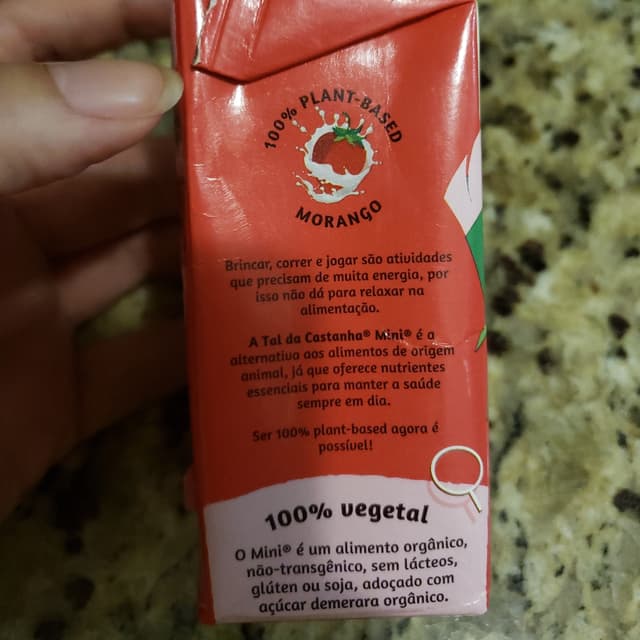 100% PLANT-BASED
MORANGO
Brincar, correr e jogar são atividades
que precisam de muita energia, por
isso não dá para relaxar na
alimentação.
A Tal da Castanha® Mini® é a
alternativa aos alimentos de origem
animal, já que oferece nutrientes
essenciais para manter a saúde
sempre em dia.
Ser 100% plant-based agora é
possível!
100% vegetal
O Mini® é um alimento orgânico,
não-transgênico, sem lácteos,
glúten ou soja, adoçado com
açúcar demerara orgânico.